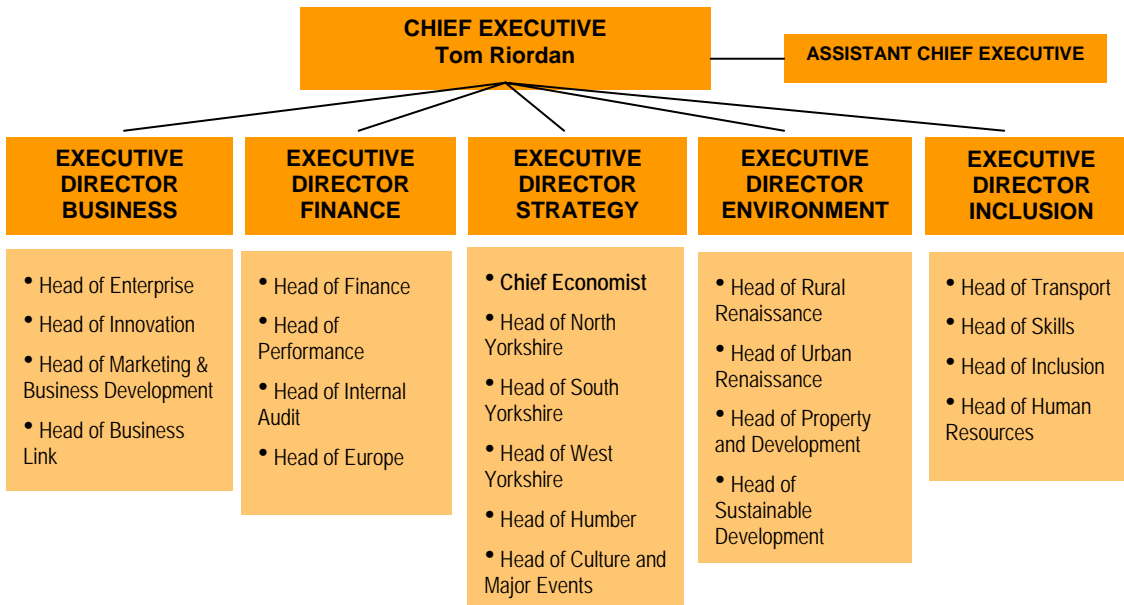 CHIEF EXECUTIVE
Tom Riordan
ASSISTANT CHIEF EXECUTIVE
EXECUTIVE
DIRECTOR
BUSINESS
• Head of Enterprise
• Head of Innovation
• Head of Marketing &
Business Development
• Head of Business
Link
EXECUTIVE
DIRECTOR
FINANCE
• Head of Finance
• Head of
Performance
• Head of Internal
Audit
• Head of Europe
EXECUTIVE
DIRECTOR
STRATEGY
• Chief Economist
• Head of North
Yorkshire
• Head of South
Yorkshire
• Head of West
Yorkshire
• Head of Humber
• Head of Culture and
Major Events
EXECUTIVE
DIRECTOR
ENVIRONMENT
• Head of Rural
Renaissance
• Head of Urban
Renaissance
• Head of Property
and Development
• Head of
Sustainable
Development
EXECUTIVE
DIRECTOR
INCLUSION
• Head of Transport
• Head of Skills
• Head of Inclusion
• Head of Human
Resources